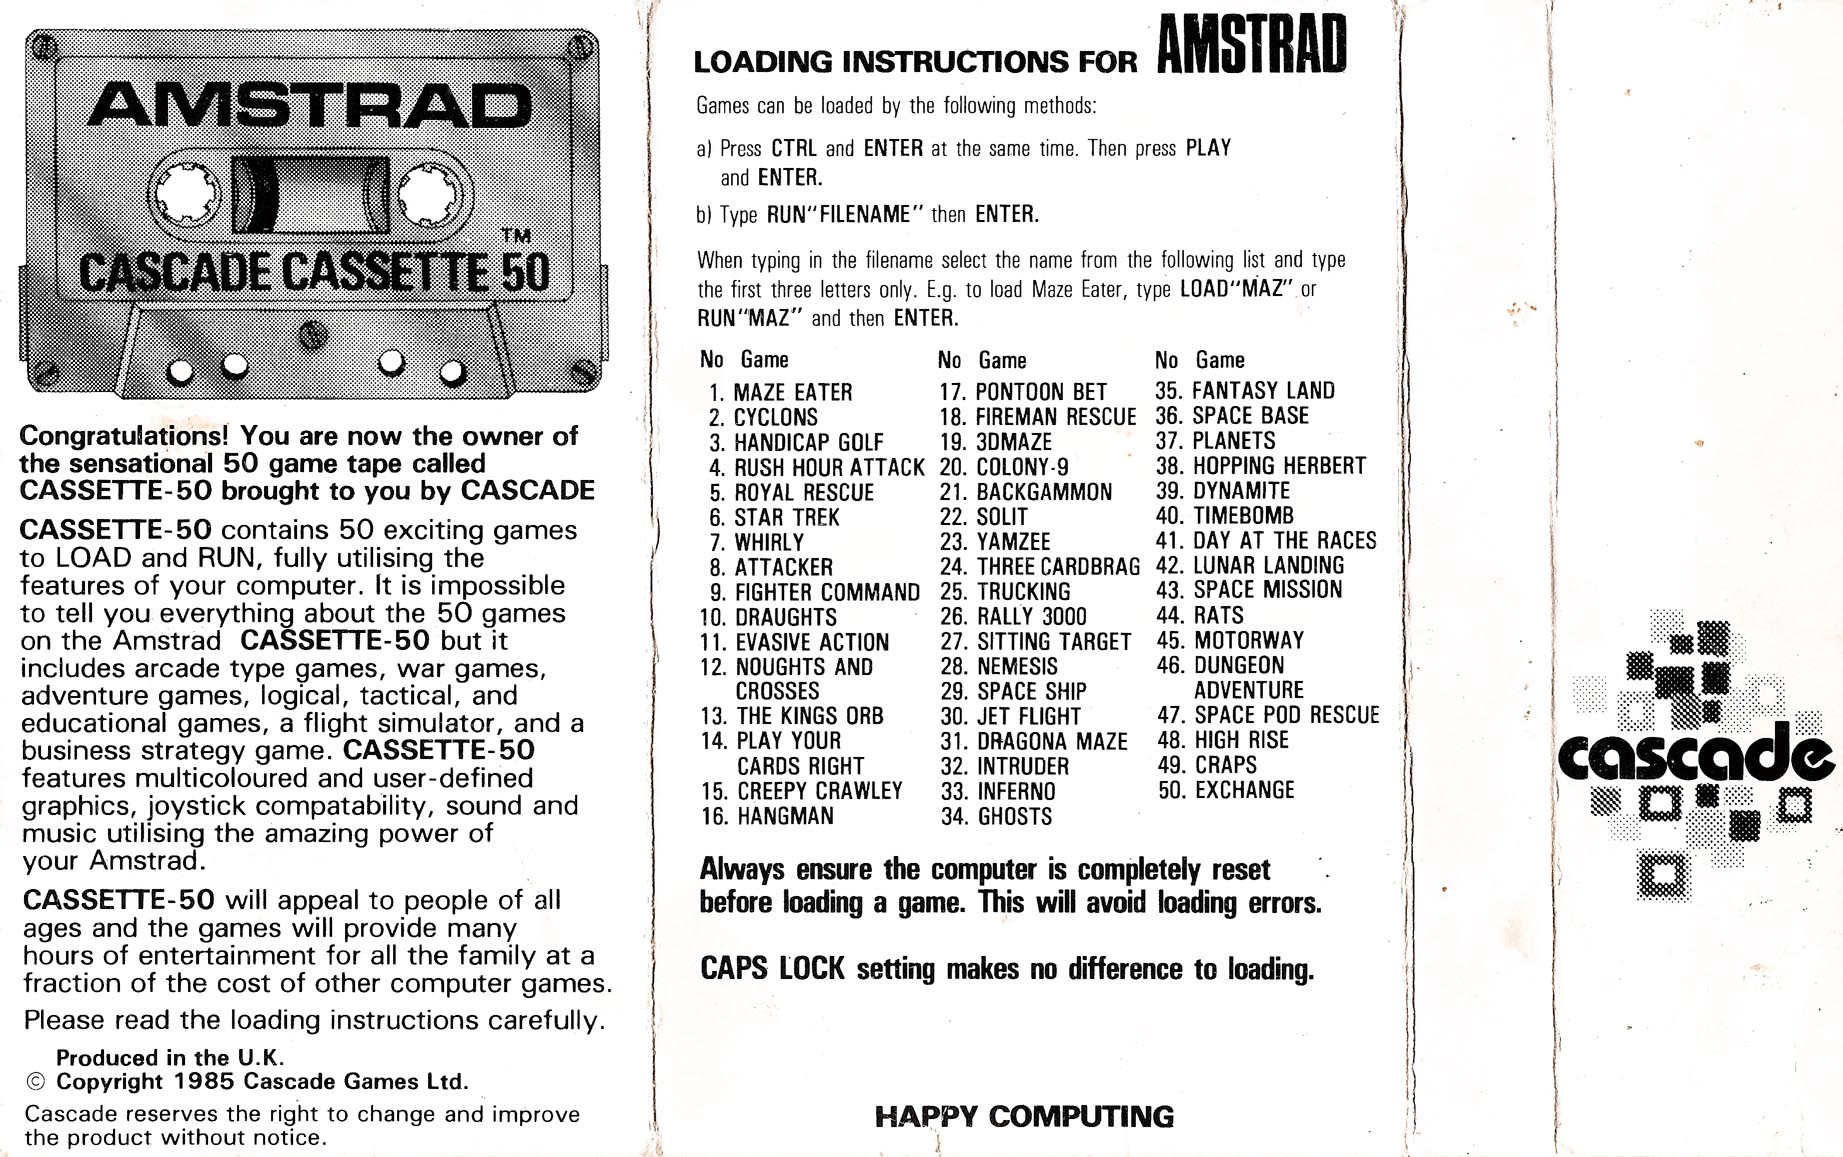 AMSTRAD
TM
CASCADE CASSETTE 50
Congratulations! You are now the owner of
the sensational 50 game tape called
CASSETTE-50 brought to you by CASCADE
CASSETTE-50 contains 50 exciting games
to LOAD and RUN, fully utilising the
features of your computer. It is impossible
to tell you everything about the 50 games
on the Amstrad CASSETTE-50 but it
includes arcade type games, war games,
adventure games, logical, tactical, and
educational games, a flight simulator, and a
business strategy game. CASSETTE-50
features multicoloured and user-defined
graphics, joystick compatability, sound and
music utilising the amazing power of
your Amstrad.
CASSETTE-50 will appeal to people of all
ages and the games will provide many
hours of entertainment for all the family at a
fraction of the cost of other computer games.
Please read the loading instructions carefully.
Produced in the U.K.
© Copyright 1985 Cascade Games Ltd.
Cascade reserves the right to change and improve
the product without notice.
LOADING INSTRUCTIONS FOR AMSTRAD
Games can be loaded by the following methods:
a) Press CTRL and ENTER at the same time. Then press PLAY
and ENTER.
b) Type RUN"FILENAME" then ENTER.
When typing in the filename select the name from the following list and type
the first three letters only. E.g. to load Maze Eater, type LOAD"MAZ" or
RUN"MAZ" and then ENTER.
No Game
1. MAZE EATER
2. CYCLONS
3. HANDICAP GOLF
4. RUSH HOUR ATTACK
5. ROYAL RESCUE
6. STAR TREK
7. WHIRLY
8. ATTACKER
9. FIGHTER COMMAND
10. DRAUGHTS
11. EVASIVE ACTION
12. NOUGHTS AND
CROSSES
13. THE KINGS ORB
14. PLAY YOUR
CARDS RIGHT
15. CREEPY CRAWLEY
16. HANGMAN
No Game
17. PONTOON BET
18. FIREMAN RESCUE
19. 3DMAZE
20. COLONY-9
21. BACKGAMMON
22. SOLIT
23. YAMZEE
24. THREE CARDBRAG
25. TRUCKING
26. RALLY 3000
27. SITTING TARGET
28. NEMESIS
29. SPACE SHIP
30. JET FLIGHT
31. DRAGONA MAZE
32. INTRUDER
33. INFERNO
34. GHOSTS
No Game
35. FANTASY LAND
36. SPACE BASE
37. PLANETS
38. HOPPING HERBERT
39. DYNAMITE
40. TIMEBOMB
41. DAY AT THE RACES
42. LUNAR LANDING
43. SPACE MISSION
44. RATS
45. MOTORWAY
46. DUNGEON
ADVENTURE
47. SPACE POD RESCUE
48. HIGH RISE
49. CRAPS
50. EXCHANGE
Always ensure the computer is completely reset
before loading a game. This will avoid loading errors.
CAPS LOCK setting makes no difference to loading.
HAPPY COMPUTING
cascade